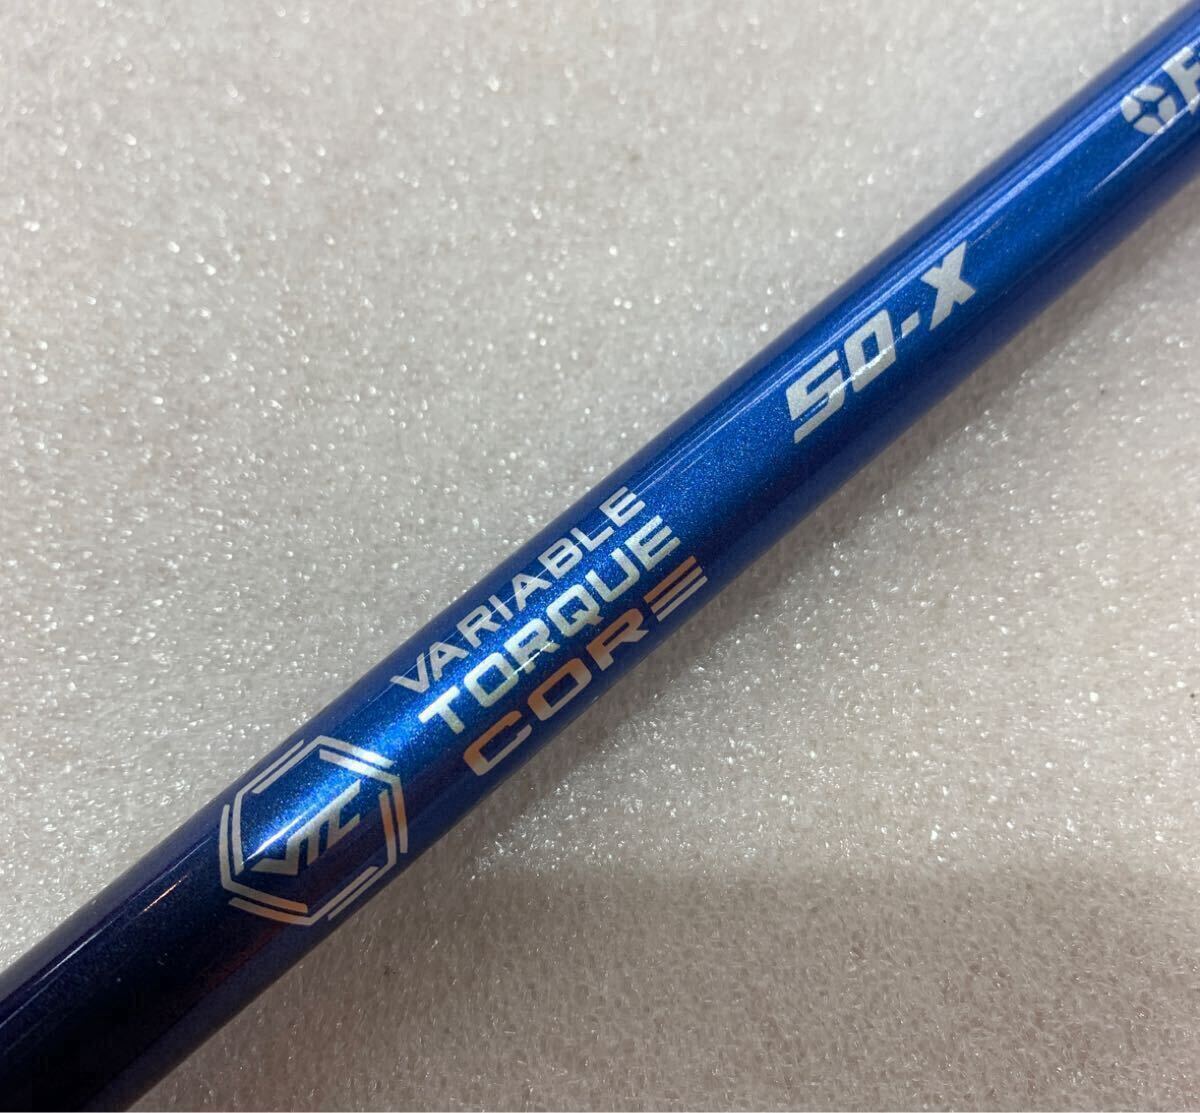 VTC
VARIABLE
TORQUE
CORE
50-X